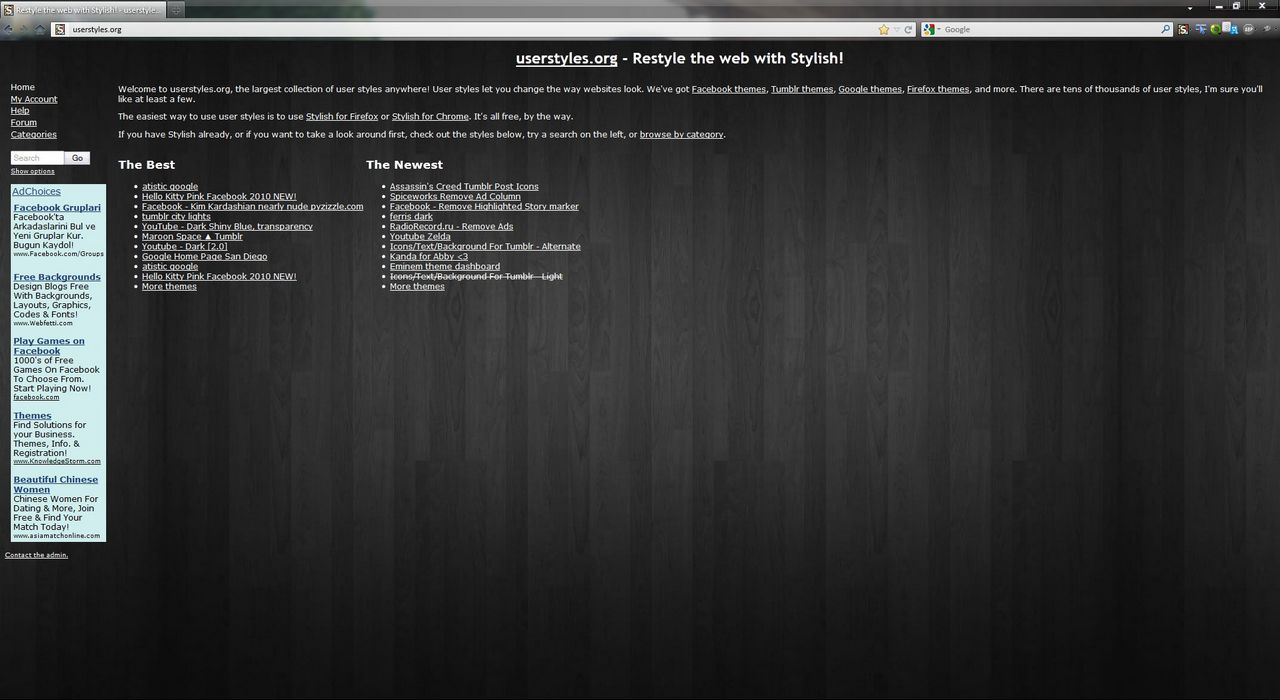 Restyle the web with Stylish! - userstyle...
userstyles.org
Google
userstyles.org - Restyle the web with Stylish!
Home
My Account
Help
Forum
Categories
Search
Go
Show options
AdChoices
Facebook Gruplari
Facebook'ta
Arkadaslarini Bul ve
Yeni Gruplar Kur.
Bugun Kaydol!
www.Facebook.com/Groups
Free Backgrounds
Design Blogs Free
With Backgrounds,
Layouts, Graphics,
Codes & Fonts!
www.Webfetti.com
Play Games on
Facebook
1000's of Free
Games On Facebook
To Choose From.
Start Playing Now!
facebook.com
Themes
Find Solutions for
your Business.
Themes, Info. &
Registration!
www.KnowledgeStorm.com
Beautiful Chinese
Women
Chinese Women For
Dating & More, Join
Free & Find Your
Match Today!
www.asiamatchonline.com
Contact the admin.
Welcome to userstyles.org, the largest collection of user styles anywhere! User styles let you change the way websites look. We've got Facebook themes, Tumblr themes, Google themes, Firefox themes, and more. There are tens of thousands of user styles, I'm sure you'll
like at least a few.
The easiest way to use user styles is to use Stylish for Firefox or Stylish for Chrome. It's all free, by the way.
If you have Stylish already, or if you want to take a look around first, check out the styles below, try a search on the left, or browse by category.
The Best
atistic google
Hello Kitty Pink Facebook 2010 NEW!
Facebook - Kim Kardashian nearly nude pyzizzle.com
tumblr city lights
YouTube - Dark Shiny Blue, transparency
Maroon Space ▲ Tumblr
Youtube - Dark [2.0]
Google Home Page San Diego
atistic google
Hello Kitty Pink Facebook 2010 NEW!
More themes
The Newest
Assassin's Creed Tumblr Post Icons
Spiceworks Remove Ad Column
Facebook - Remove Highlighted Story marker
ferris dark
RadioRecord.ru - Remove Ads
Youtube Zelda
Icons/Text/Background For Tumblr - Alternate
Kanda for Abby <3
Eminem theme dashboard
Icons/Text/Background For Tumblr - Light
More themes